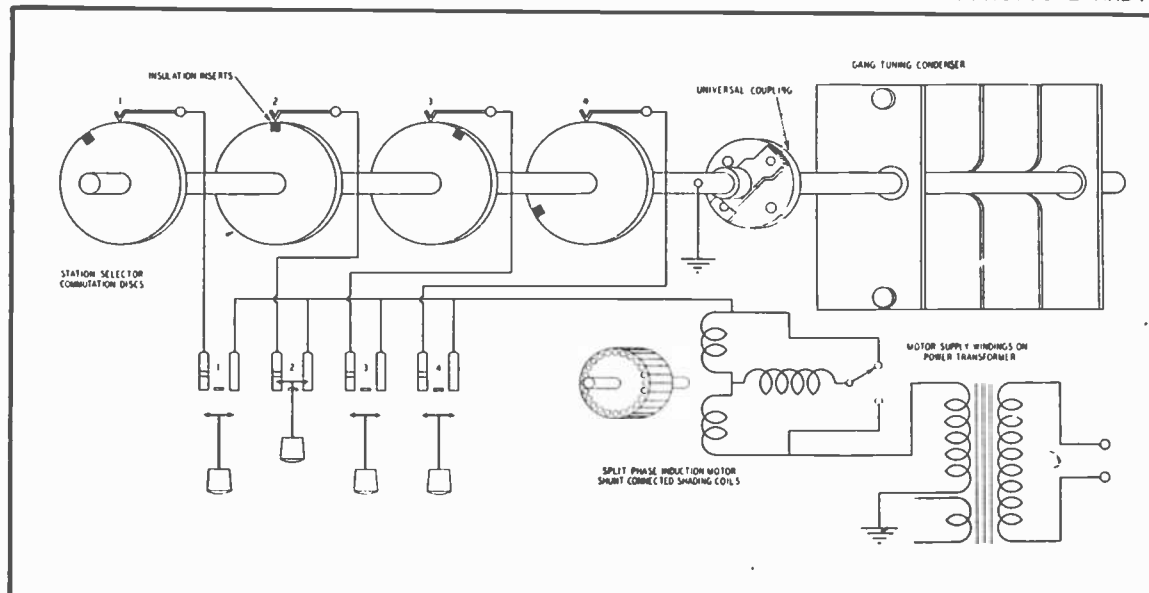 INSULATION INSERTS
1
2
3
4
UNIVERSAL COUPLING
GANG TUNING CONDENSER
STATION SELECTOR
COMMUTATION DISCS
1
2
3
4
MOTOR SUPPLY WINDINGS ON
POWER TRANSFORMER
SPLIT PHASE INDUCTION MOTOR
SHUNT CONNECTED SHADING COILS